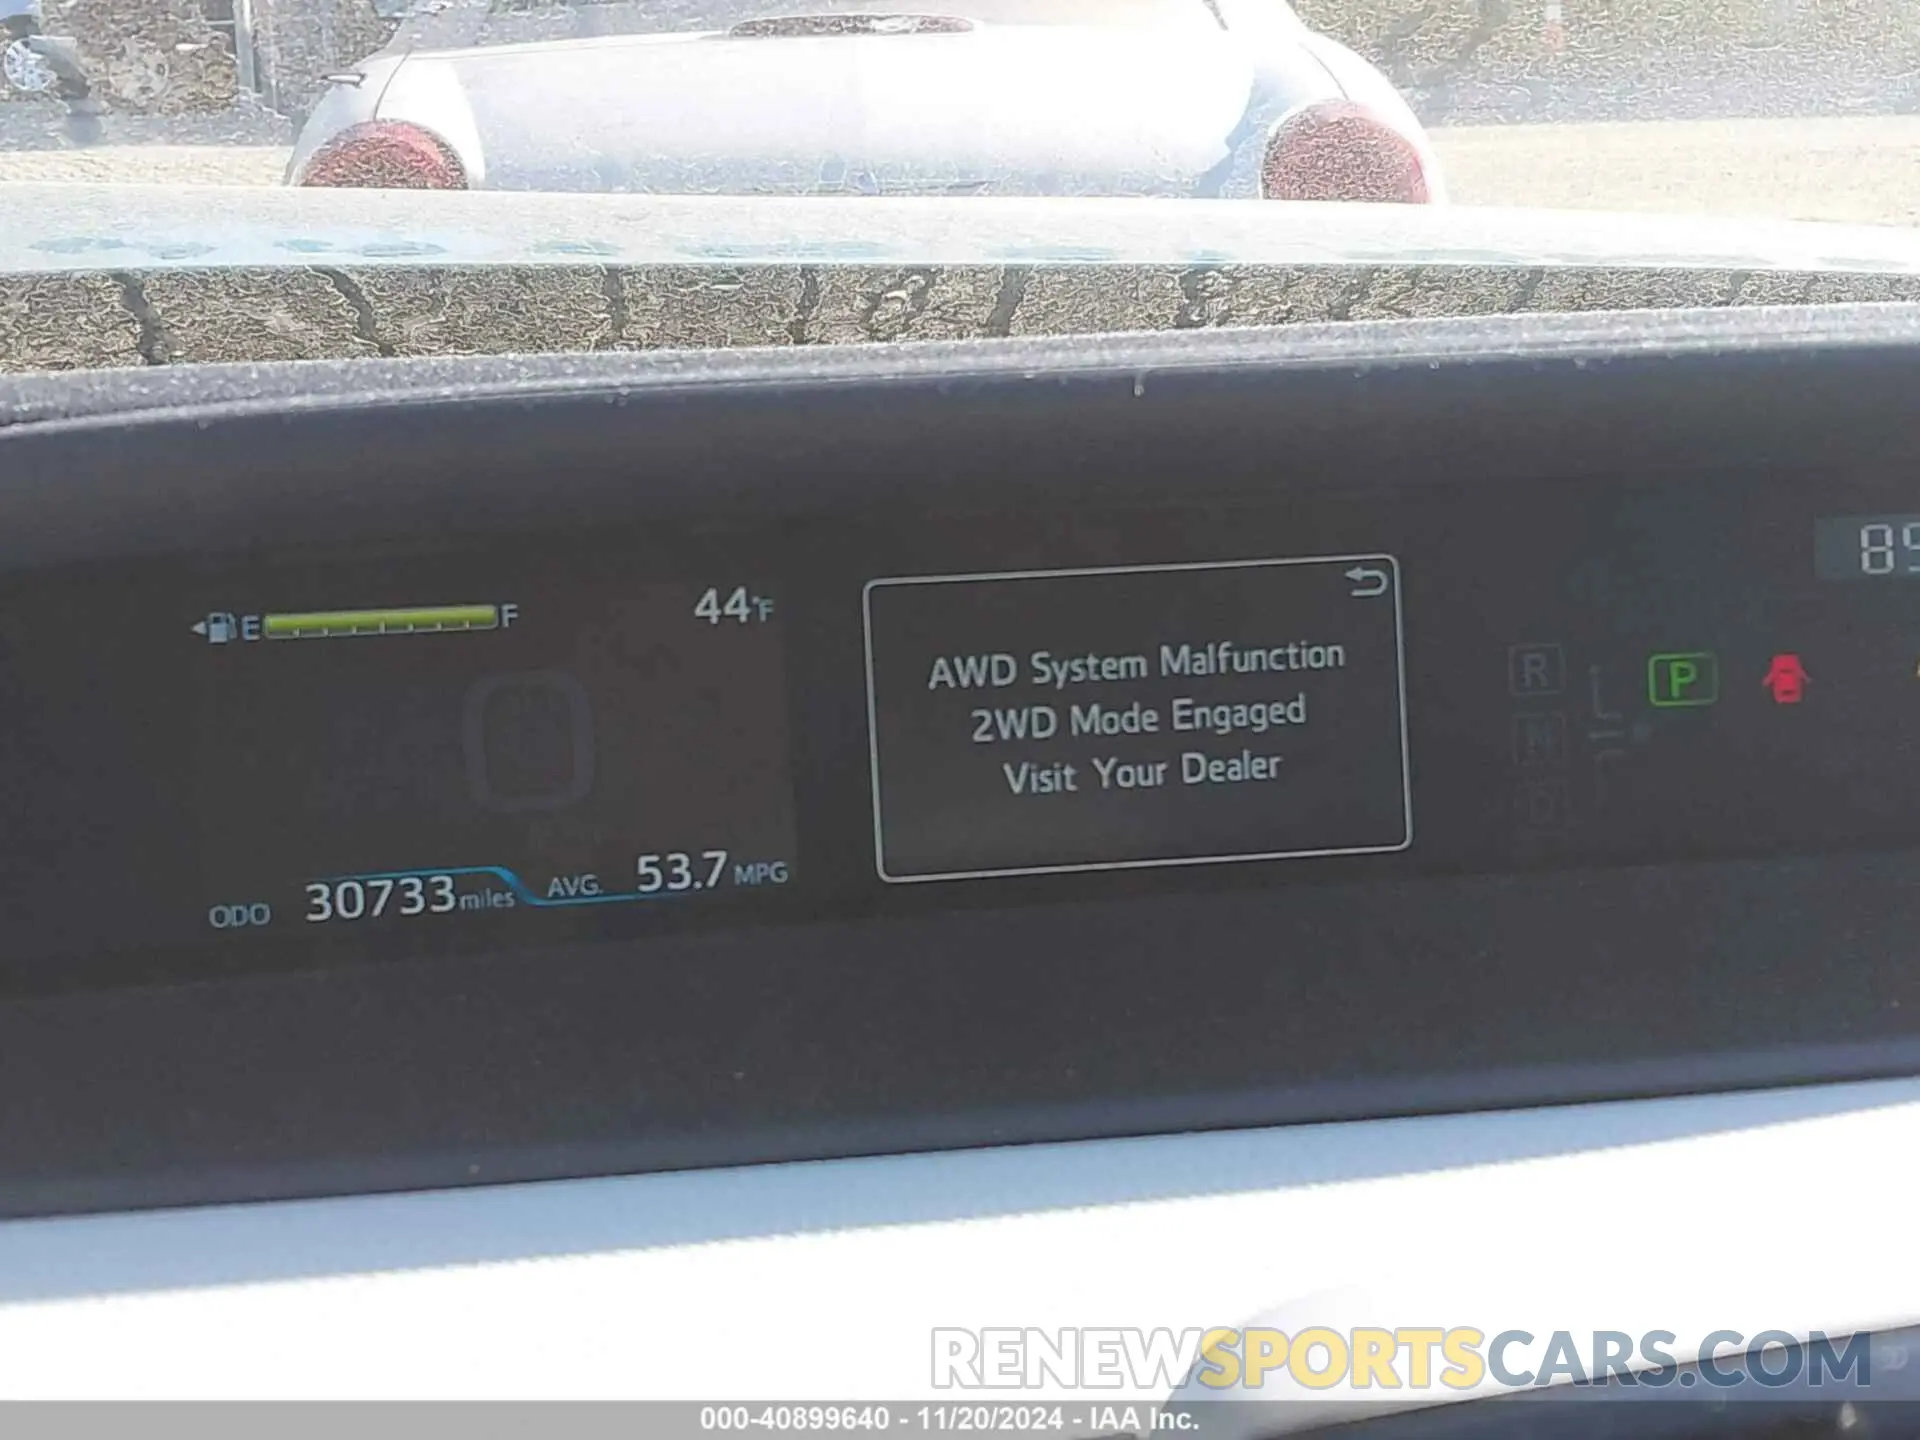 E F 44°F
AWD System Malfunction
2WD Mode Engaged
Visit Your Dealer
R P
N
ODO 30733 miles AVG. 53.7 MPG
RENEWSPORTSCARS.COM
000-40899640 - 11/20/2024 - IAA Inc.